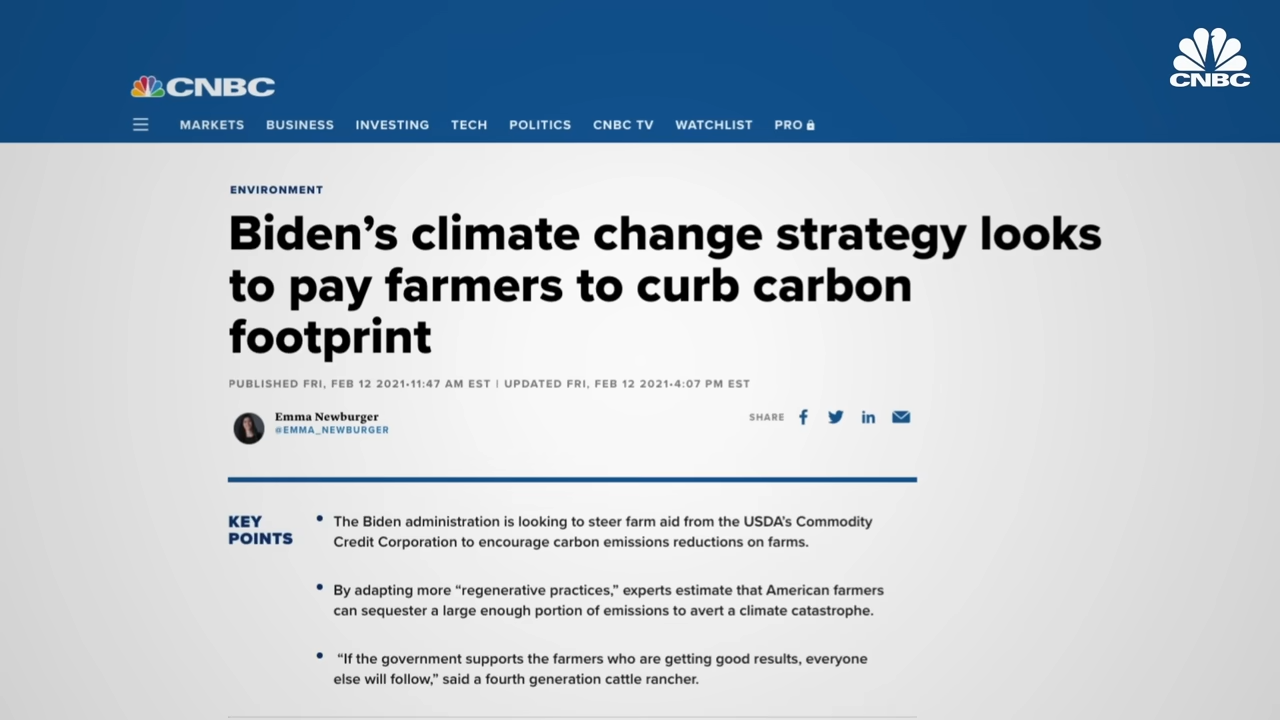 CNBC
CNBC
MARKETS BUSINESS INVESTING TECH POLITICS CNBC TV WATCHLIST PRO
ENVIRONMENT
Biden’s climate change strategy looks
to pay farmers to curb carbon
footprint
PUBLISHED FRI, FEB 12 2021•11:47 AM EST | UPDATED FRI, FEB 12 2021•4:07 PM EST
Emma Newburger
@EMMA_NEWBURGER
SHARE
KEY
POINTS
• The Biden administration is looking to steer farm aid from the USDA’s Commodity
Credit Corporation to encourage carbon emissions reductions on farms.
• By adapting more “regenerative practices,” experts estimate that American farmers
can sequester a large enough portion of emissions to avert a climate catastrophe.
• “If the government supports the farmers who are getting good results, everyone
else will follow,” said a fourth generation cattle rancher.